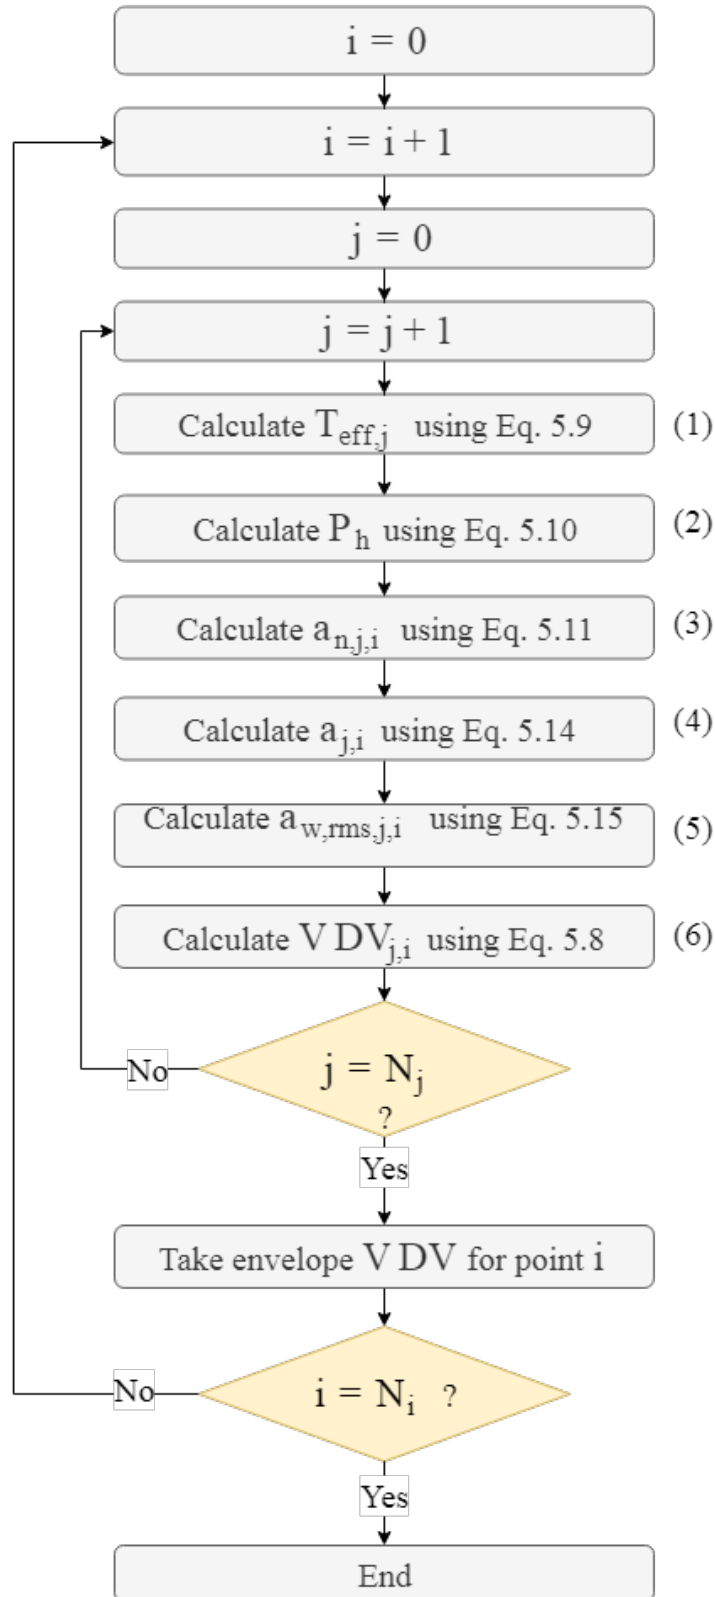 i = 0
i = i + 1
j = 0
j = j + 1
Calculate T_eff,j using Eq. 5.9 (1)
Calculate P_h using Eq. 5.10 (2)
Calculate a_n,j,i using Eq. 5.11 (3)
Calculate a_j,i using Eq. 5.14 (4)
Calculate a_w,rms,j,i using Eq. 5.15 (5)
Calculate V DV_j,i using Eq. 5.8 (6)
j = N_j
?
No
Yes
Take envelope V DV for point i
i = N_i ?
No
Yes
End